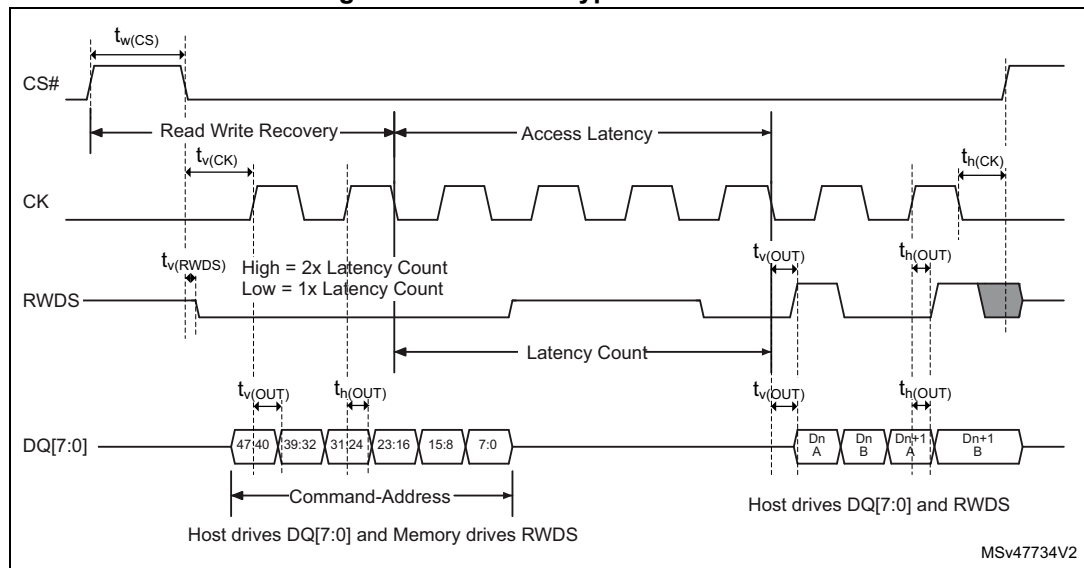 tw(CS)
CS#
Read Write Recovery
Access Latency
tv(CK)
th(CK)
CK
tv(RWDS)
High = 2x Latency Count
Low = 1x Latency Count
tv(OUT)
th(OUT)
RWDS
Latency Count
tv(OUT)
th(OUT)
tv(OUT)
th(OUT)
DQ[7:0]
47:40
39:32
31:24
23:16
15:8
7:0
Dn
A
Dn
B
Dn+1
A
Dn+1
B
Command-Address
Host drives DQ[7:0] and RWDS
Host drives DQ[7:0] and Memory drives RWDS
MSv47734V2